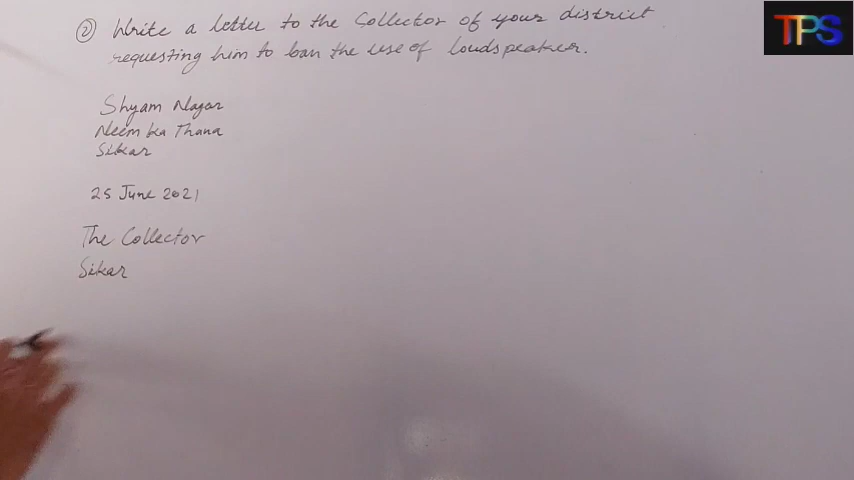 (2) Write a letter to the Collector of your district
requesting him to ban the use of loudspeaker.
Shyam Nagar
Neem ka Thana
Sikar
25 June 2021
The Collector
Sikar
TPS